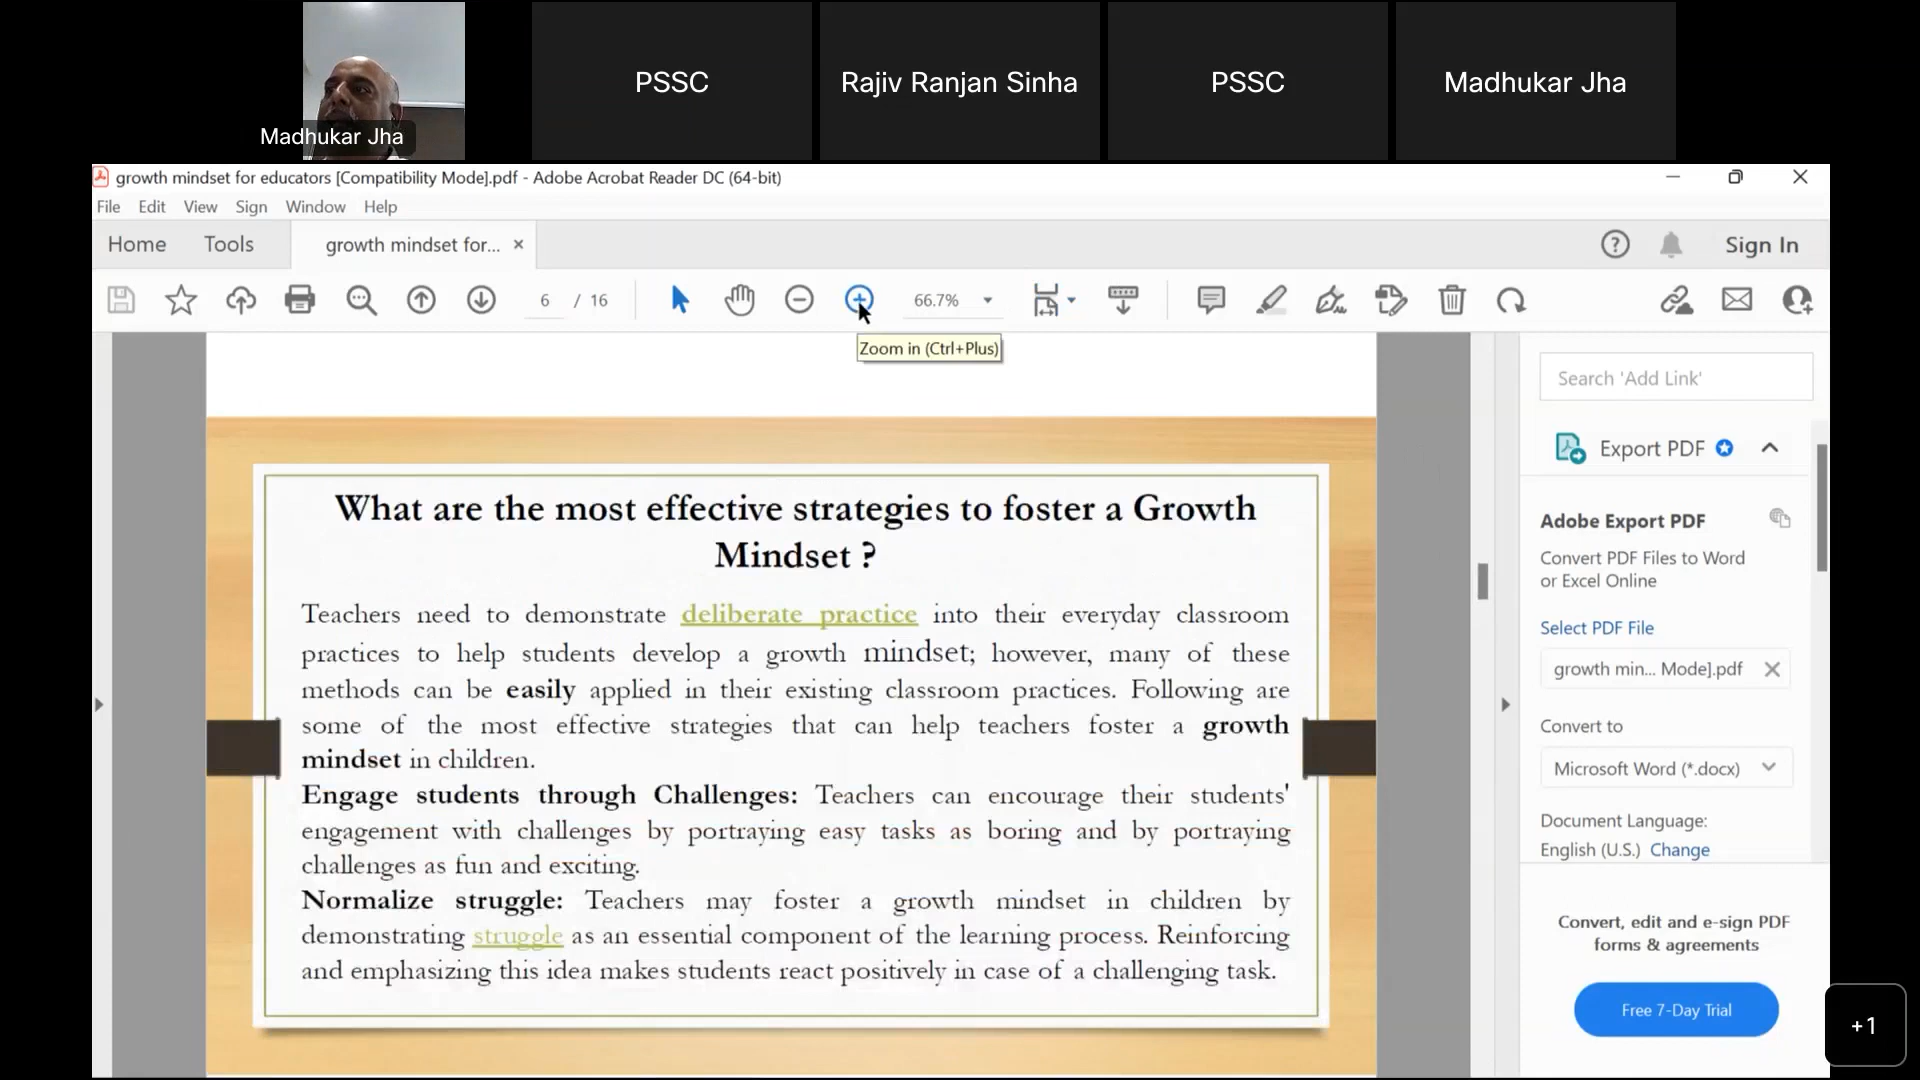 PSSC
Rajiv Ranjan Sinha
PSSC
Madhukar Jha
Madhukar Jha
growth mindset for educators [Compatibility Mode].pdf - Adobe Acrobat Reader DC (64-bit)
File Edit View Sign Window Help
Home Tools growth mindset for... Sign In
6 / 16 66.7%
Zoom in (Ctrl+Plus)
What are the most effective strategies to foster a Growth
Mindset ?
Teachers need to demonstrate deliberate practice into their everyday classroom
practices to help students develop a growth mindset; however, many of these
methods can be easily applied in their existing classroom practices. Following are
some of the most effective strategies that can help teachers foster a growth
mindset in children.
Engage students through Challenges: Teachers can encourage their students'
engagement with challenges by portraying easy tasks as boring and by portraying
challenges as fun and exciting.
Normalize struggle: Teachers may foster a growth mindset in children by
demonstrating struggle as an essential component of the learning process. Reinforcing
and emphasizing this idea makes students react positively in case of a challenging task.
Search 'Add Link'
Export PDF
Adobe Export PDF
Convert PDF Files to Word
or Excel Online
Select PDF File
growth min... Mode].pdf
Convert to
Microsoft Word (*.docx)
Document Language:
English (U.S.) Change
Convert, edit and e-sign PDF
forms & agreements
Free 7-Day Trial
+1